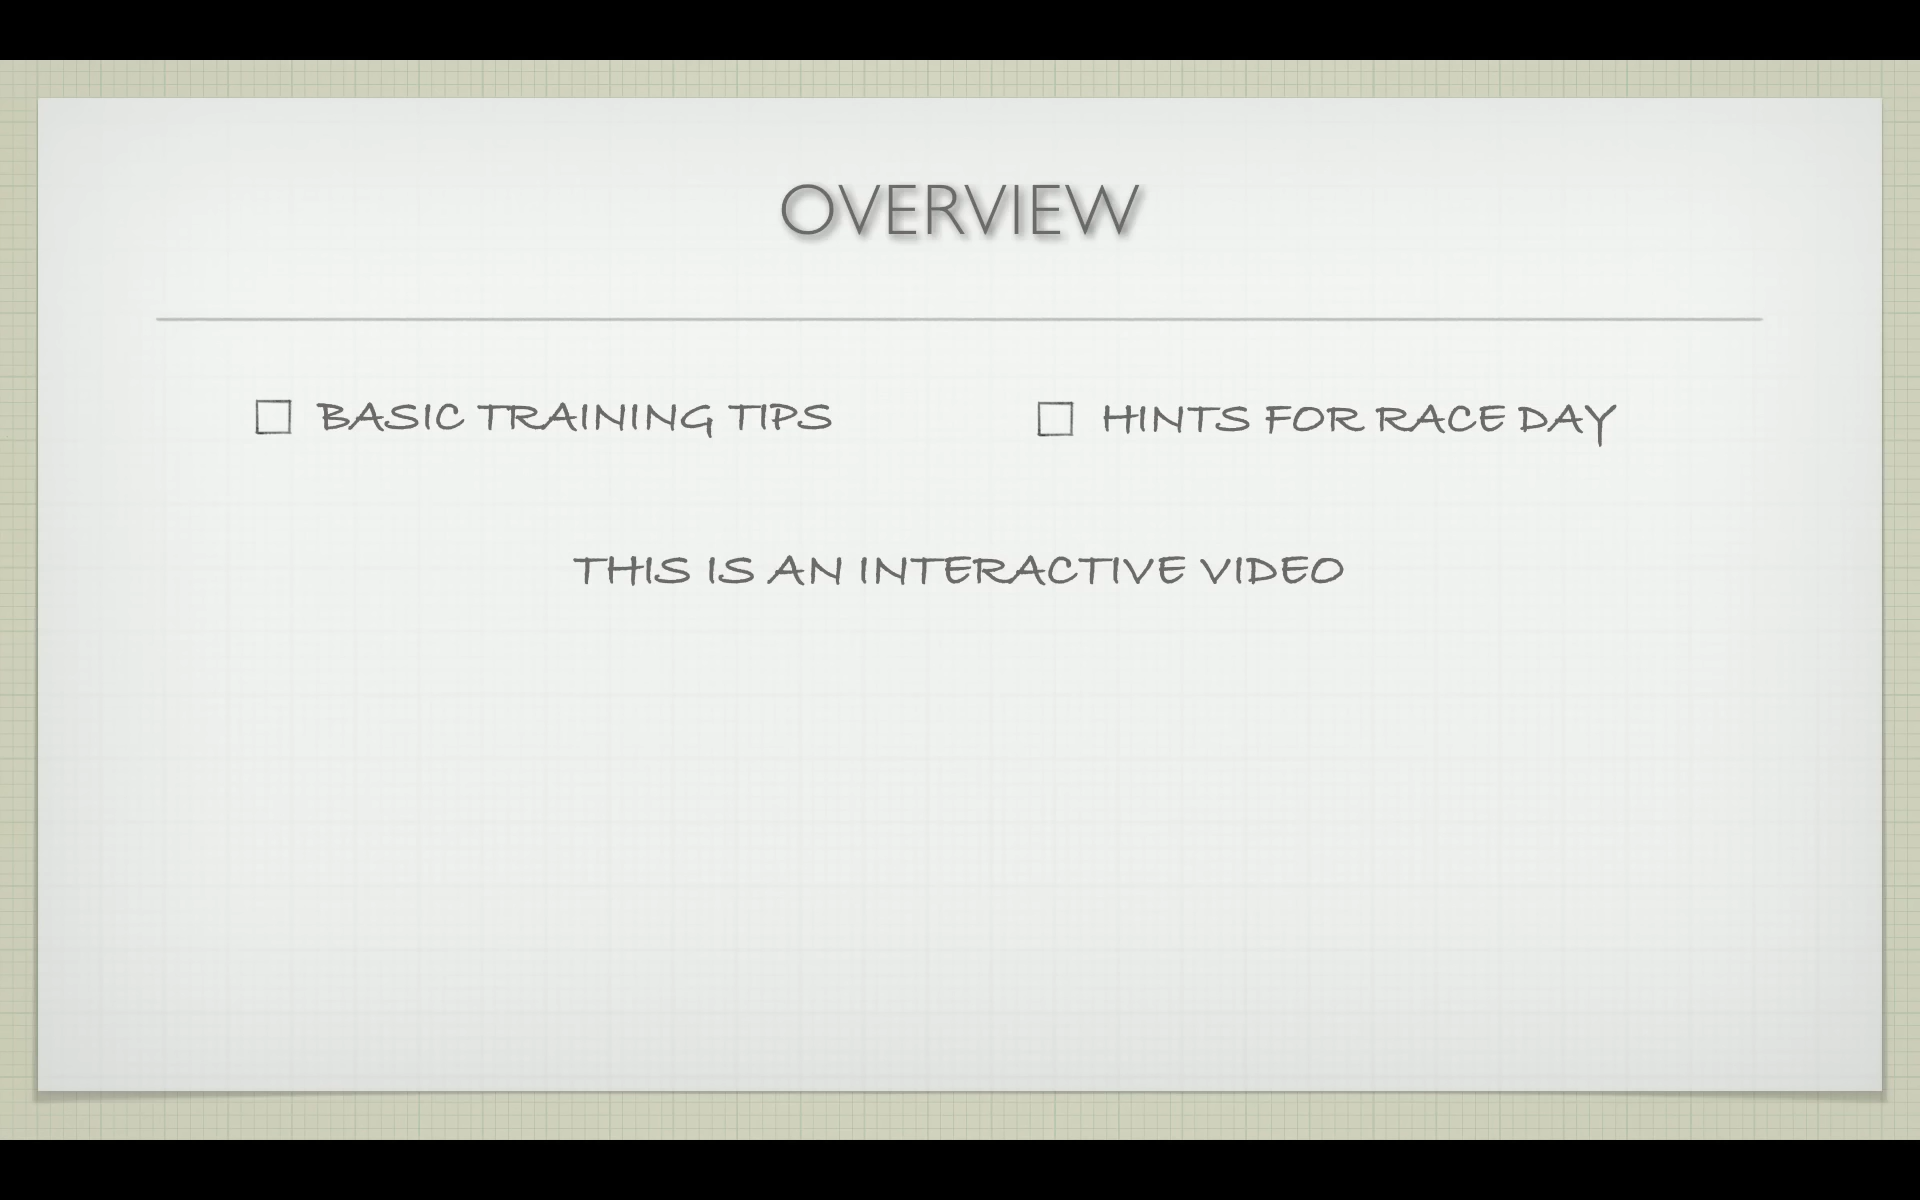 OVERVIEW
BASIC TRAINING TIPS
HINTS FOR RACE DAY
THIS IS AN INTERACTIVE VIDEO